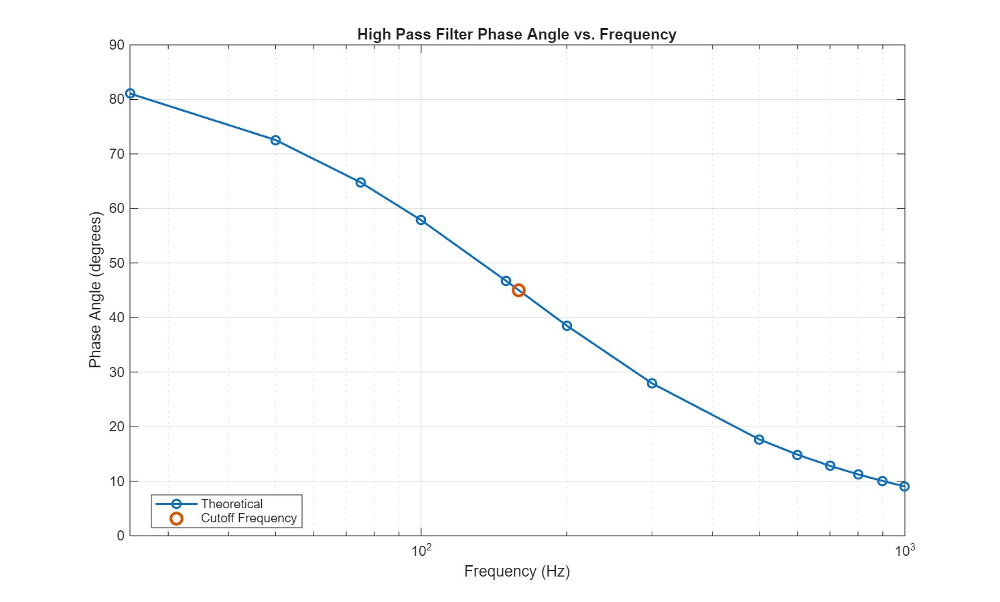 High Pass Filter Phase Angle vs. Frequency
90
80
70
60
50
40
30
20
10
0
Phase Angle (degrees)
Theoretical
Cutoff Frequency
10² 10³
Frequency (Hz)